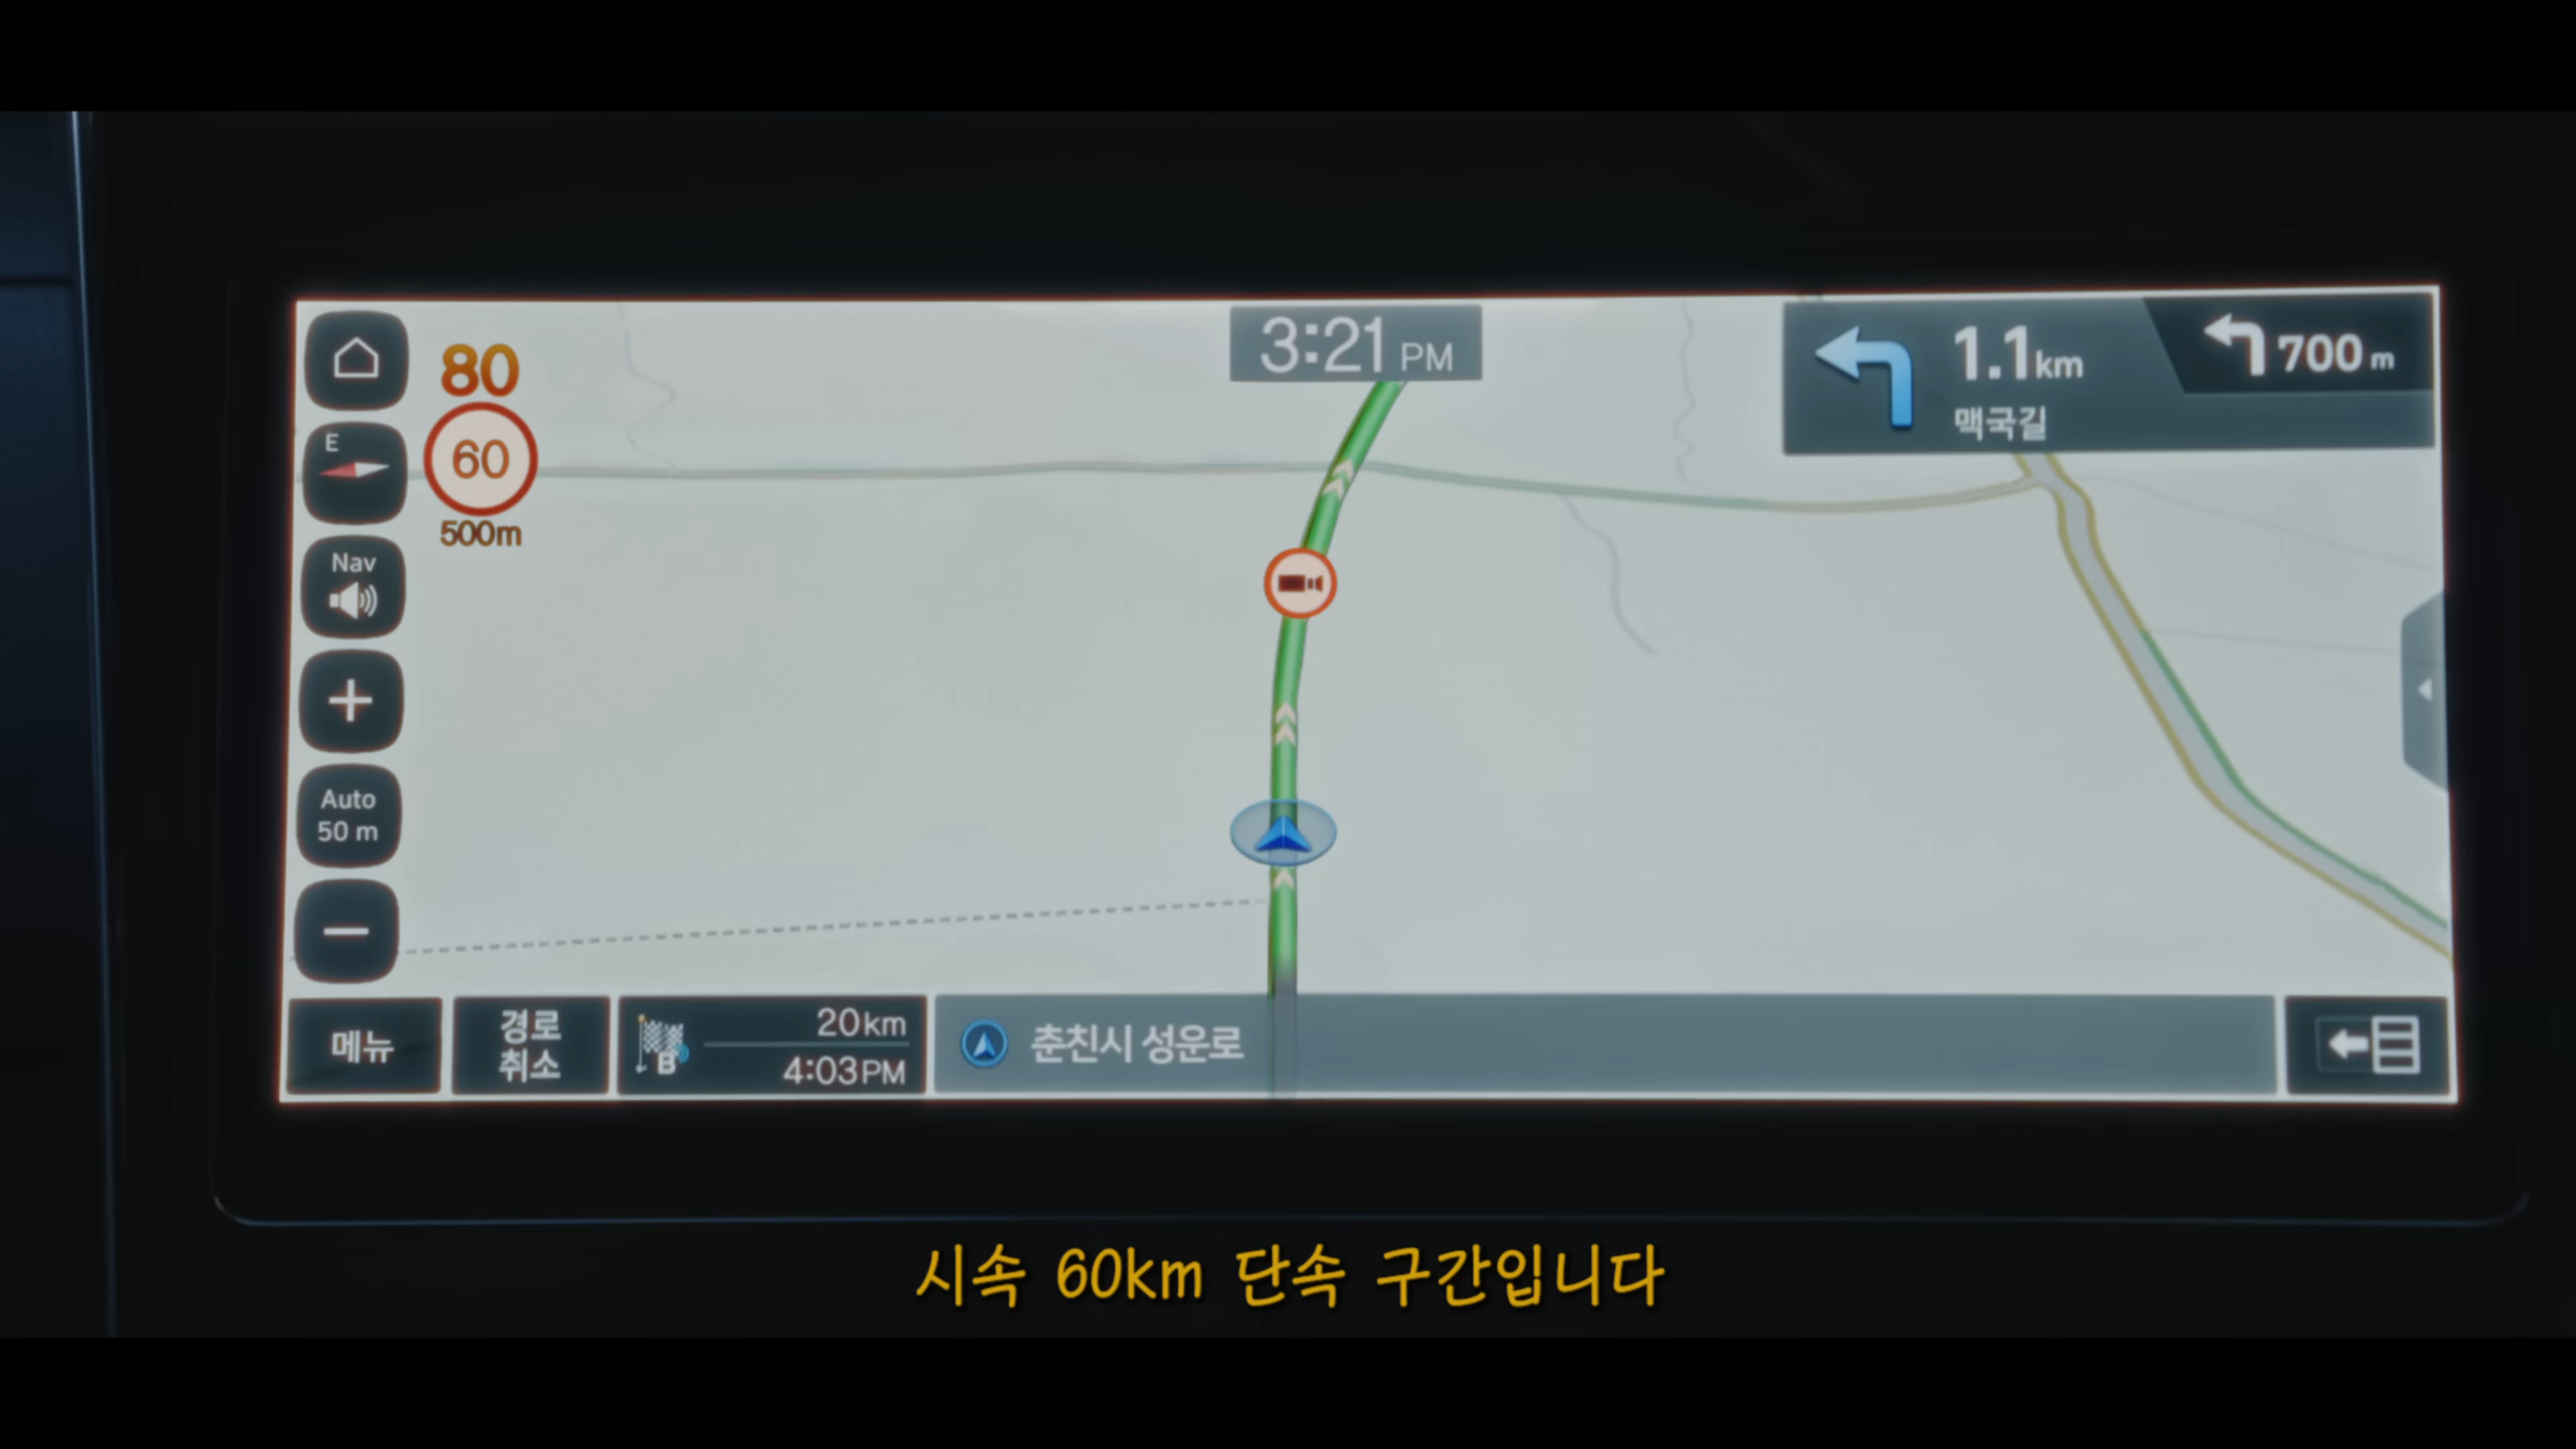 80
60
500m
E
Nav
Auto
50 m
3:21 PM
1.1km
맥국길
700 m
메뉴
경로
취소
B
20km
4:03PM
춘친시 성운로
시속 60km 단속 구간입니다